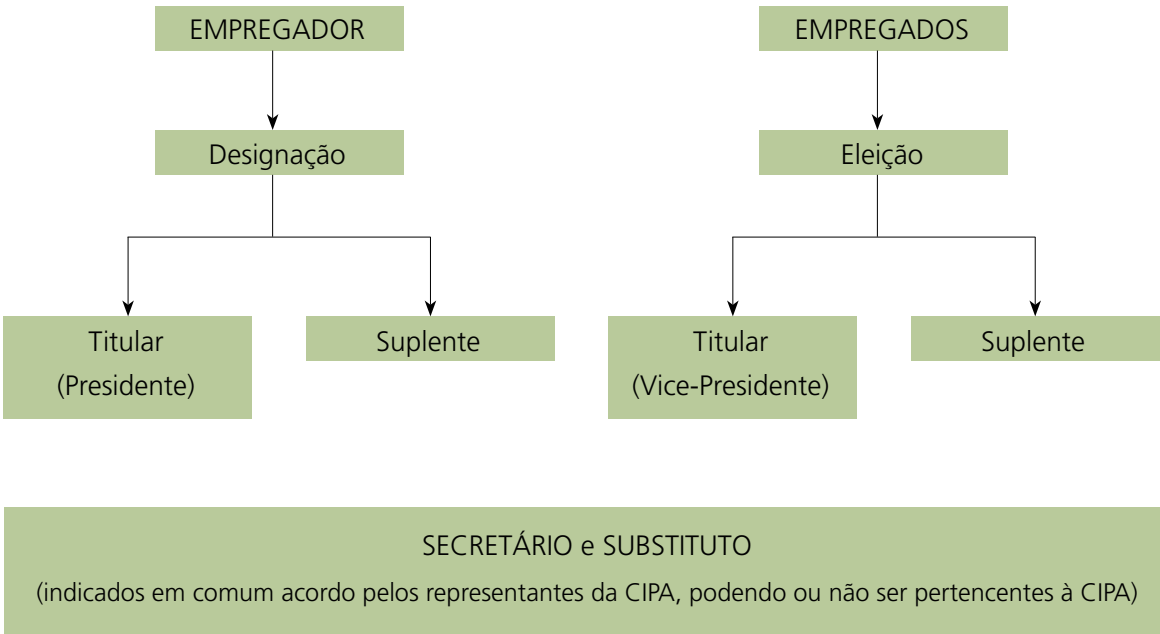 EMPREGADOR
Designação
Titular
(Presidente)
Suplente
EMPREGADOS
Eleição
Titular
(Vice-Presidente)
Suplente
SECRETÁRIO e SUBSTITUTO
(indicados em comum acordo pelos representantes da CIPA, podendo ou não ser pertencentes à CIPA)